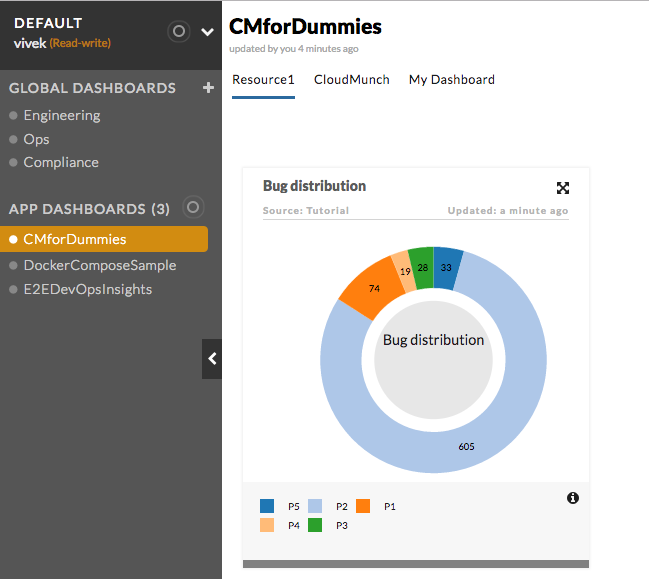 DEFAULT
vivek (Read-write)
GLOBAL DASHBOARDS +
Engineering
Ops
Compliance
APP DASHBOARDS (3)
CMforDummies
DockerComposeSample
E2EDevOpsInsights
CMforDummies
updated by you 4 minutes ago
Resource1 CloudMunch My Dashboard
Bug distribution
Source: Tutorial Updated: a minute ago
19 28 33
74
Bug distribution
605
P5 P2 P1
P4 P3